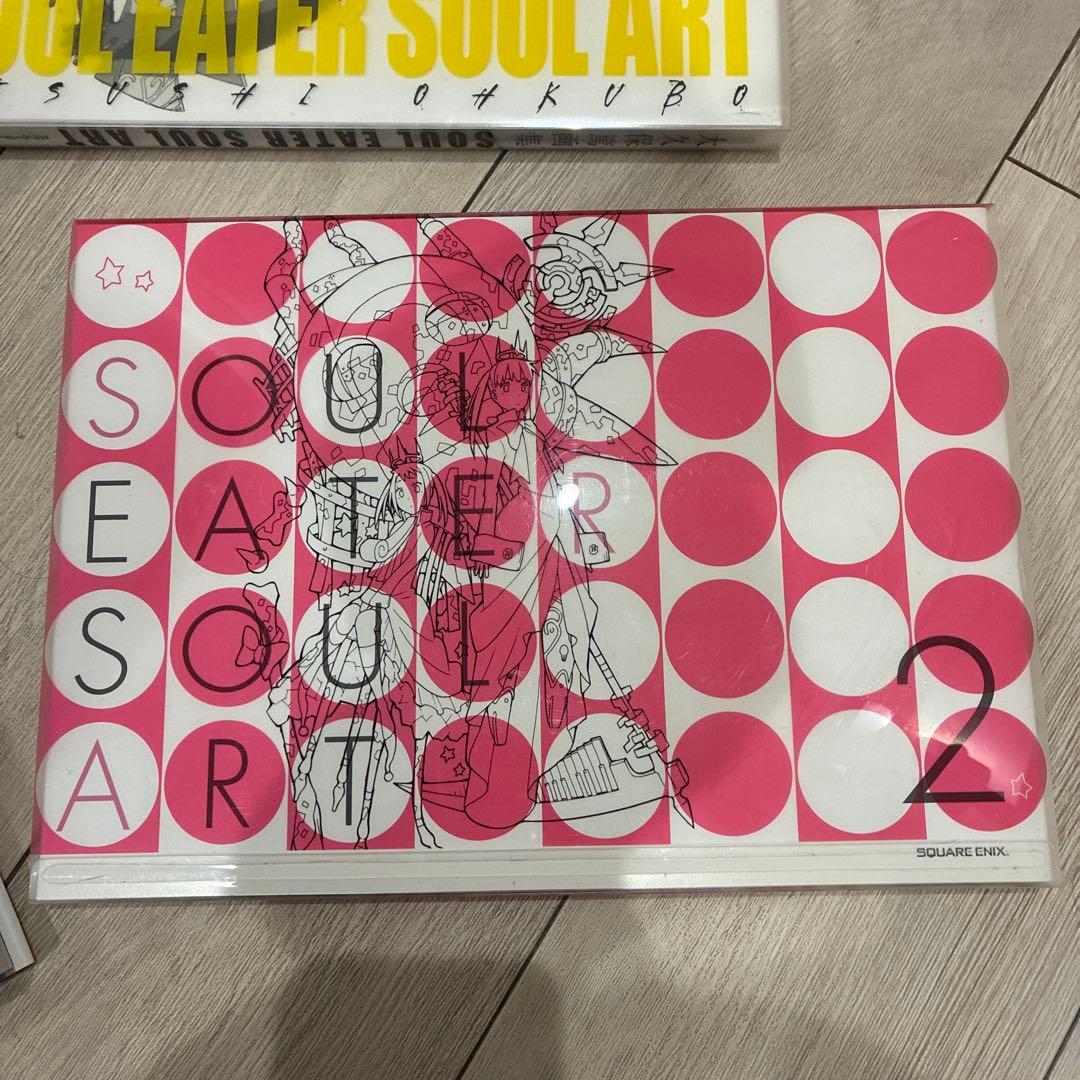 OUL EATER SOUL ART
TSUSHI OHKUBO
SOUL EATER SOUL ART 大久保篤画集
SOUL
EATER
SOUL
ART
2
SQUARE ENIX